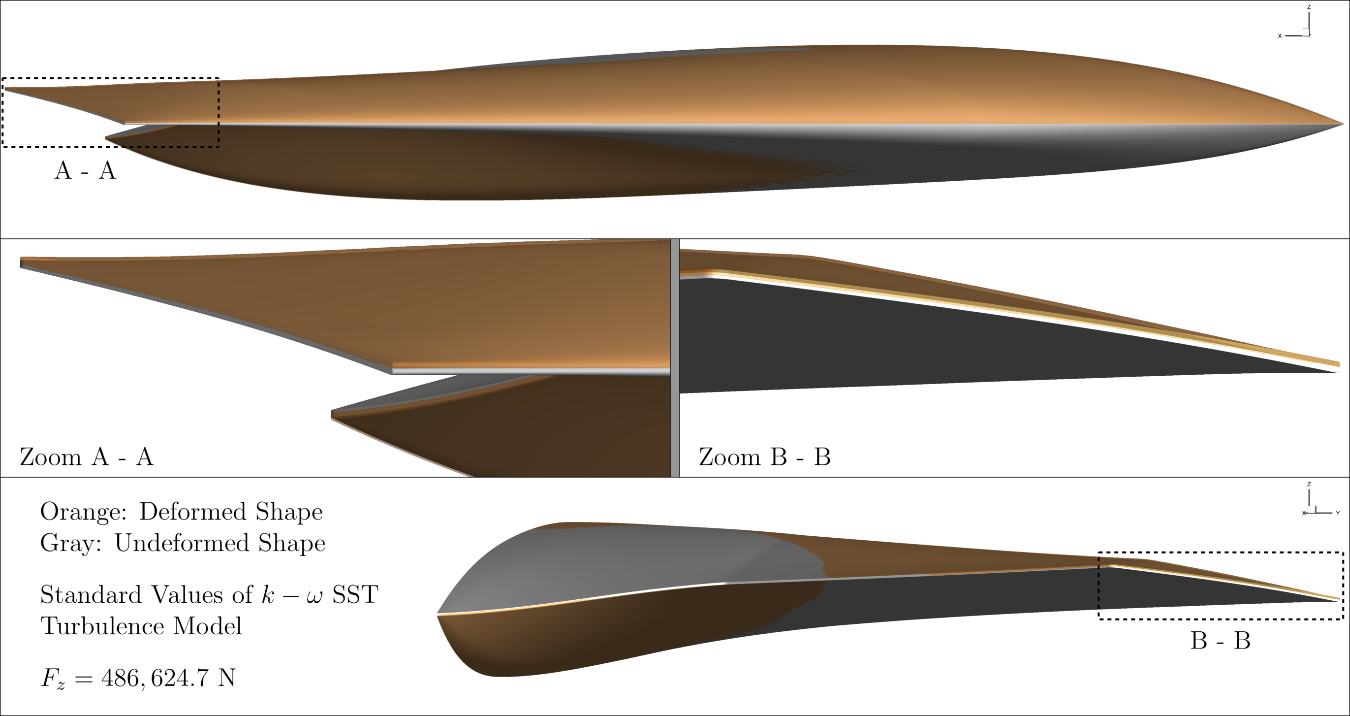 Z
X
A - A
Zoom A - A
Zoom B - B
Orange: Deformed Shape
Gray: Undeformed Shape
Standard Values of k − ω SST
Turbulence Model
F_z = 486, 624.7 N
Z
X Y
B - B